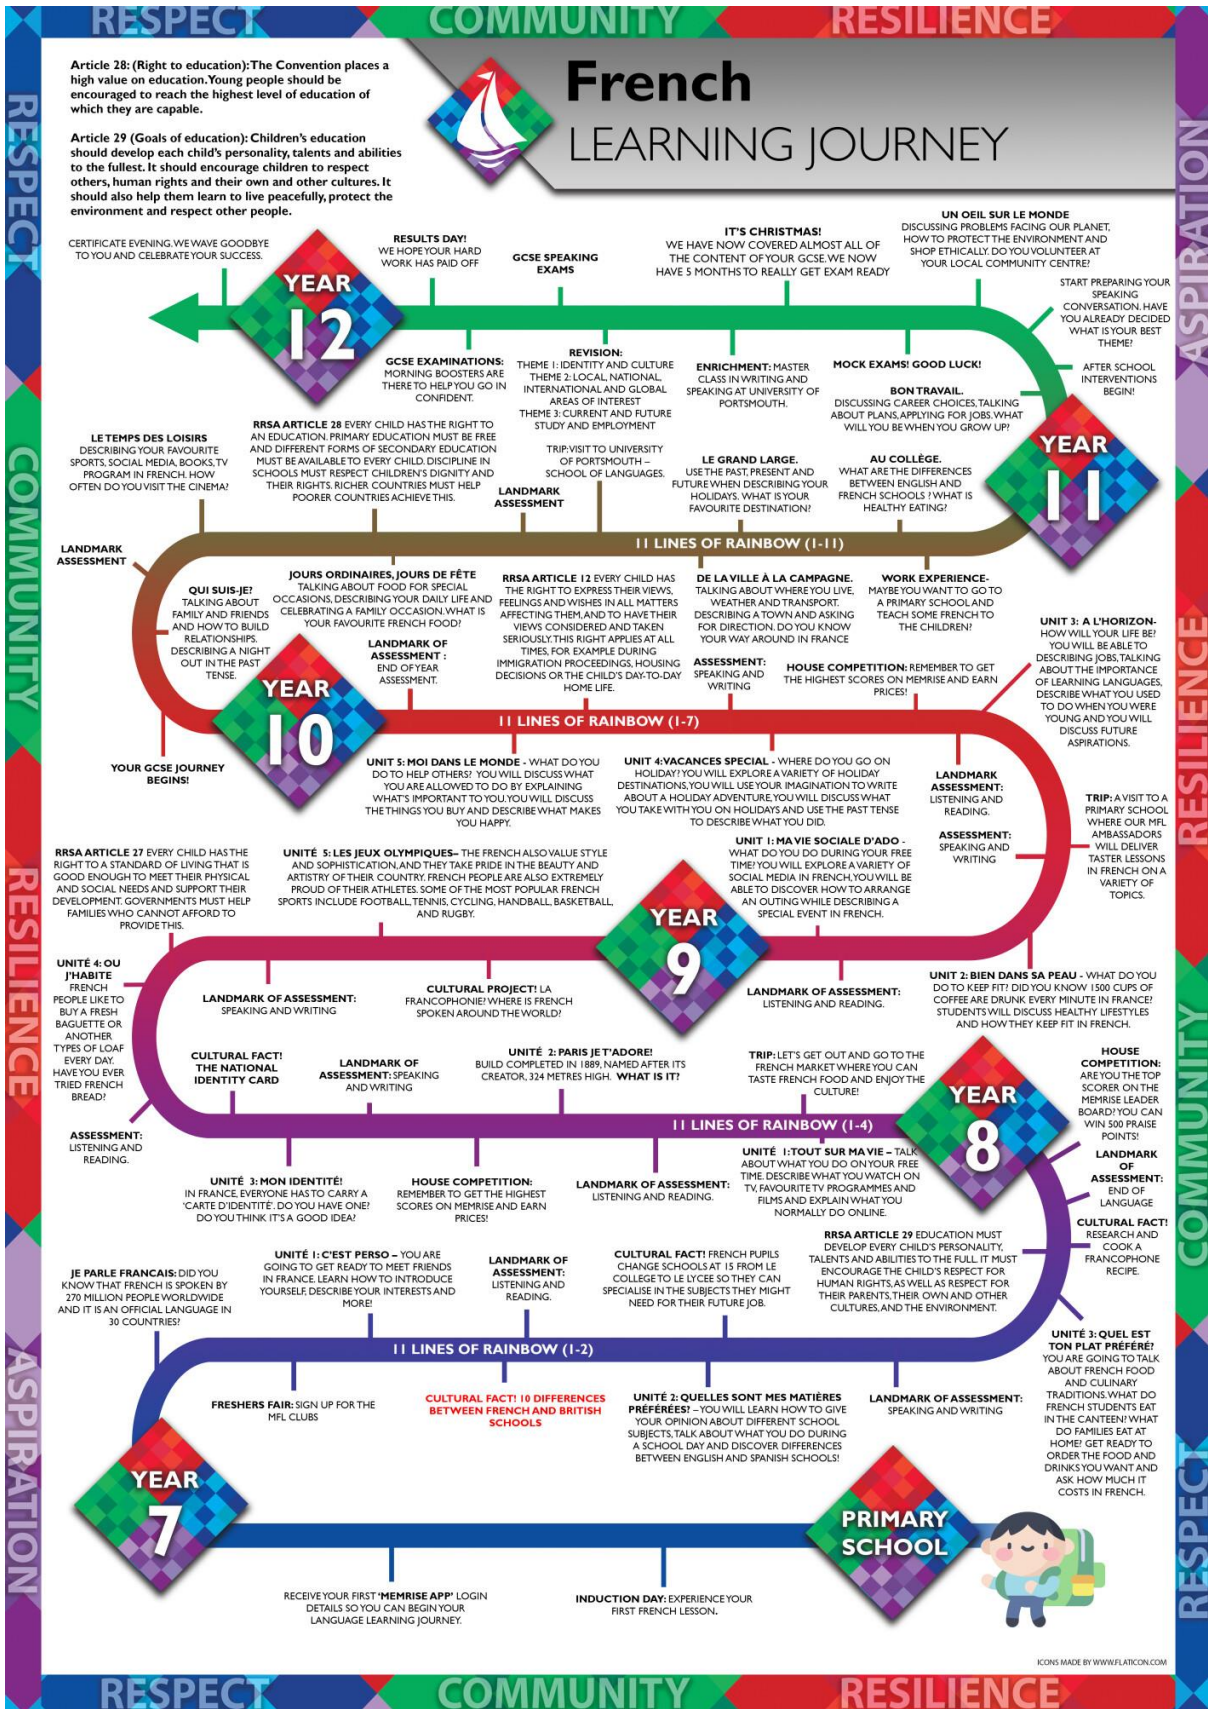 RESPECT
COMMUNITY
RESILIENCE
ASPIRATION
RESILIENCE
COMMUNITY
RESPECT
RESPECT
COMMUNITY
RESILIENCE
ASPIRATION
Article 28: (Right to education):The Convention places a
high value on education.Young people should be
encouraged to reach the highest level of education of
which they are capable.
Article 29 (Goals of education): Children's education
should develop each child's personality, talents and abilities
to the fullest. It should encourage children to respect
others, human rights and their own and other cultures. It
should also help them learn to live peacefully, protect the
environment and respect other people.
French
LEARNING JOURNEY
CERTIFICATE EVENING. WE WAVE GOODBYE
TO YOU AND CELEBRATE YOUR SUCCESS.
RESULTS DAY!
WE HOPE YOUR HARD
WORK HAS PAID OFF
GCSE SPEAKING
EXAMS
IT'S CHRISTMAS!
WE HAVE NOW COVERED ALMOST ALL OF
THE CONTENT OF YOUR GCSE. WE NOW
HAVE 5 MONTHS TO REALLY GET EXAM READY
UN OEIL SUR LE MONDE
DISCUSSING PROBLEMS FACING OUR PLANET,
HOW TO PROTECT THE ENVIRONMENT AND
SHOP ETHICALLY. DO YOU VOLUNTEER AT
YOUR LOCAL COMMUNITY CENTRE?
START PREPARING YOUR
SPEAKING
CONVERSATION. HAVE
YOU ALREADY DECIDED
WHAT IS YOUR BEST
THEME?
YEAR
12
GCSE EXAMINATIONS:
MORNING BOOSTERS ARE
THERE TO HELP YOU GO IN
CONFIDENT.
REVISION:
THEME 1: IDENTITY AND CULTURE
THEME 2: LOCAL, NATIONAL,
INTERNATIONAL AND GLOBAL
AREAS OF INTEREST
THEME 3: CURRENT AND FUTURE
STUDY AND EMPLOYMENT
ENRICHMENT: MASTER
CLASS IN WRITING AND
SPEAKING AT UNIVERSITY OF
PORTSMOUTH.
MOCK EXAMS! GOOD LUCK!
BON TRAVAIL.
DISCUSSING CAREER CHOICES, TALKING
ABOUT PLANS, APPLYING FOR JOBS. WHAT
WILL YOU BE WHEN YOU GROW UP?
AFTER SCHOOL
INTERVENTIONS
BEGIN!
YEAR
11
LE TEMPS DES LOISIRS
DESCRIBING YOUR FAVOURITE
SPORTS, SOCIAL MEDIA, BOOKS, TV
PROGRAM IN FRENCH. HOW
OFTEN DO YOU VISIT THE CINEMA?
RRSA ARTICLE 28 EVERY CHILD HAS THE RIGHT TO
AN EDUCATION. PRIMARY EDUCATION MUST BE FREE
AND DIFFERENT FORMS OF SECONDARY EDUCATION
MUST BE AVAILABLE TO EVERY CHILD. DISCIPLINE IN
SCHOOLS MUST RESPECT CHILDREN'S DIGNITY AND
THEIR RIGHTS. RICHER COUNTRIES MUST HELP
POORER COUNTRIES ACHIEVE THIS.
LANDMARK
ASSESSMENT
TRIP: VISIT TO UNIVERSITY
OF PORTSMOUTH –
SCHOOL OF LANGUAGES.
LE GRAND LARGE.
USE THE PAST, PRESENT AND
FUTURE WHEN DESCRIBING YOUR
HOLIDAYS. WHAT IS YOUR
FAVOURITE DESTINATION?
AU COLLÈGE.
WHAT ARE THE DIFFERENCES
BETWEEN ENGLISH AND
FRENCH SCHOOLS ? WHAT IS
HEALTHY EATING?
11 LINES OF RAINBOW (1-11)
LANDMARK
ASSESSMENT
QUI SUIS-JE?
TALKING ABOUT
FAMILY AND FRIENDS
AND HOW TO BUILD
RELATIONSHIPS.
DESCRIBING A NIGHT
OUT IN THE PAST
TENSE.
JOURS ORDINAIRES, JOURS DE FÊTE
TALKING ABOUT FOOD FOR SPECIAL
OCCASIONS, DESCRIBING YOUR DAILY LIFE AND
CELEBRATING A FAMILY OCCASION. WHAT IS
YOUR FAVOURITE FRENCH FOOD?
LANDMARK OF
ASSESSMENT :
END OF YEAR
ASSESSMENT.
RRSA ARTICLE 12 EVERY CHILD HAS
THE RIGHT TO EXPRESS THEIR VIEWS,
FEELINGS AND WISHES IN ALL MATTERS
AFFECTING THEM, AND TO HAVE THEIR
VIEWS CONSIDERED AND TAKEN
SERIOUSLY. THIS RIGHT APPLIES AT ALL
TIMES, FOR EXAMPLE DURING
IMMIGRATION PROCEEDINGS, HOUSING
DECISIONS OR THE CHILD'S DAY-TO-DAY
HOME LIFE.
DE LA VILLE À LA CAMPAGNE.
TALKING ABOUT WHERE YOU LIVE,
WEATHER AND TRANSPORT.
DESCRIBING A TOWN AND ASKING
FOR DIRECTION. DO YOU KNOW
YOUR WAY AROUND IN FRANCE
ASSESSMENT:
SPEAKING AND
WRITING
WORK EXPERIENCE-
MAYBE YOU WANT TO GO TO
A PRIMARY SCHOOL AND
TEACH SOME FRENCH TO
THE CHILDREN?
HOUSE COMPETITION: REMEMBER TO GET
THE HIGHEST SCORES ON MEMRISE AND EARN
PRIZES!
UNIT 3: A L'HORIZON-
HOW WILL YOUR LIFE BE?
YOU WILL BE ABLE TO
DESCRIBING JOBS, TALKING
ABOUT THE IMPORTANCE
OF LEARNING LANGUAGES,
DESCRIBE WHAT YOU USED
TO DO WHEN YOU WERE
YOUNG AND YOU WILL
DISCUSS FUTURE
ASPIRATIONS.
YEAR
10
11 LINES OF RAINBOW (1-7)
YOUR GCSE JOURNEY
BEGINS!
UNIT 5: MOI DANS LE MONDE - WHAT DO YOU
DO TO HELP OTHERS? YOU WILL DISCUSS WHAT
YOU ARE ALLOWED TO DO BY EXPLAINING
WHAT'S IMPORTANT TO YOU. YOU WILL DISCUSS
THE THINGS YOU BUY AND DESCRIBE WHAT MAKES
YOU HAPPY.
UNIT 4: VACANCES SPECIAL - WHERE DO YOU GO ON
HOLIDAY? YOU WILL EXPLORE A VARIETY OF HOLIDAY
DESTINATIONS, YOU WILL USE YOUR IMAGINATION TO WRITE
ABOUT A HOLIDAY ADVENTURE, YOU WILL DISCUSS WHAT
YOU TAKE WITH YOU ON HOLIDAYS AND USE THE PAST TENSE
TO DESCRIBE WHAT YOU DID.
LANDMARK
ASSESSMENT:
LISTENING AND
READING.
ASSESSMENT:
SPEAKING AND
WRITING
TRIP: A VISIT TO A
PRIMARY SCHOOL
WHERE OUR MFL
AMBASSADORS
WILL DELIVER
TASTER LESSONS
IN FRENCH ON A
VARIETY OF
TOPICS.
RRSA ARTICLE 27 EVERY CHILD HAS THE
RIGHT TO A STANDARD OF LIVING THAT IS
GOOD ENOUGH TO MEET THEIR PHYSICAL
AND SOCIAL NEEDS AND SUPPORT THEIR
DEVELOPMENT. GOVERNMENTS MUST HELP
FAMILIES WHO CANNOT AFFORD TO
PROVIDE THIS.
UNITÉ 5: LES JEUX OLYMPIQUES– THE FRENCH ALSO VALUE STYLE
AND SOPHISTICATION, AND THEY TAKE PRIDE IN THE BEAUTY AND
ARTISTRY OF THEIR COUNTRY. FRENCH PEOPLE ARE ALSO EXTREMELY
PROUD OF THEIR ATHLETES. SOME OF THE MOST POPULAR FRENCH
SPORTS INCLUDE FOOTBALL, TENNIS, CYCLING, HANDBALL, BASKETBALL,
AND RUGBY.
UNIT 1: MA VIE SOCIALE D'ADO -
WHAT DO YOU DO DURING YOUR FREE
TIME? YOU WILL EXPLORE A VARIETY OF
SOCIAL MEDIA IN FRENCH, YOU WILL BE
ABLE TO DISCOVER HOW TO ARRANGE
AN OUTING WHILE DESCRIBING A
SPECIAL EVENT IN FRENCH.
YEAR
9
UNITÉ 4: OU
J'HABITE
FRENCH
PEOPLE LIKE TO
BUY A FRESH
BAGUETTE OR
ANOTHER
TYPES OF LOAF
EVERY DAY.
HAVE YOU EVER
TRIED FRENCH
BREAD?
LANDMARK OF ASSESSMENT:
SPEAKING AND WRITING
CULTURAL PROJECT! LA
FRANCOPHONIE? WHERE IS FRENCH
SPOKEN AROUND THE WORLD?
LANDMARK OF ASSESSMENT:
LISTENING AND READING.
UNIT 2: BIEN DANS SA PEAU - WHAT DO YOU
DO TO KEEP FIT? DID YOU KNOW 1500 CUPS OF
COFFEE ARE DRUNK EVERY MINUTE IN FRANCE?
STUDENTS WILL DISCUSS HEALTHY LIFESTYLES
AND HOW THEY KEEP FIT IN FRENCH.
CULTURAL FACT!
THE NATIONAL
IDENTITY CARD
LANDMARK OF
ASSESSMENT: SPEAKING
AND WRITING
UNITÉ 2: PARIS JE T'ADORE!
BUILD COMPLETED IN 1889, NAMED AFTER ITS
CREATOR, 324 METRES HIGH. WHAT IS IT?
TRIP: LET'S GET OUT AND GO TO THE
FRENCH MARKET WHERE YOU CAN
TASTE FRENCH FOOD AND ENJOY THE
CULTURE!
HOUSE
COMPETITION:
ARE YOU THE TOP
SCORER ON THE
MEMRISE LEADER
BOARD? YOU CAN
WIN 500 PRAISE
POINTS!
YEAR
8
11 LINES OF RAINBOW (1-4)
ASSESSMENT:
LISTENING AND
READING.
UNITÉ 3: MON IDENTITÉ!
IN FRANCE, EVERYONE HAS TO CARRY A
'CARTE D'IDENTITÉ'. DO YOU HAVE ONE?
DO YOU THINK IT'S A GOOD IDEA?
HOUSE COMPETITION:
REMEMBER TO GET THE HIGHEST
SCORES ON MEMRISE AND EARN
PRIZES!
LANDMARK OF ASSESSMENT:
LISTENING AND READING.
UNITÉ 1: TOUT SUR MA VIE – TALK
ABOUT WHAT YOU DO ON YOUR FREE
TIME. DESCRIBE WHAT YOU WATCH ON
TV, FAVOURITE TV PROGRAMMES AND
FILMS AND EXPLAIN WHAT YOU
NORMALLY DO ONLINE.
LANDMARK
OF
ASSESSMENT:
END OF
LANGUAGE
CULTURAL FACT!
RESEARCH AND
COOK A
FRANCOPHONE
RECIPE.
JE PARLE FRANCAIS: DID YOU
KNOW THAT FRENCH IS SPOKEN BY
270 MILLION PEOPLE WORLDWIDE
AND IT IS AN OFFICIAL LANGUAGE IN
30 COUNTRIES?
UNITÉ 1: C'EST PERSO – YOU ARE
GOING TO GET READY TO MEET FRIENDS
IN FRANCE. LEARN HOW TO INTRODUCE
YOURSELF, DESCRIBE YOUR INTERESTS AND
MORE!
LANDMARK OF
ASSESSMENT:
LISTENING AND
READING.
CULTURAL FACT! FRENCH PUPILS
CHANGE SCHOOLS AT 15 FROM LE
COLLEGE TO LE LYCEE SO THEY CAN
SPECIALISE IN THE SUBJECTS THEY MIGHT
NEED FOR THEIR FUTURE JOB.
RRSA ARTICLE 29 EDUCATION MUST
DEVELOP EVERY CHILD'S PERSONALITY,
TALENTS AND ABILITIES TO THE FULL. IT MUST
ENCOURAGE THE CHILD'S RESPECT FOR
HUMAN RIGHTS, AS WELL AS RESPECT FOR
THEIR PARENTS, THEIR OWN AND OTHER
CULTURES, AND THE ENVIRONMENT.
11 LINES OF RAINBOW (1-2)
UNITÉ 3: QUEL EST
TON PLAT PRÉFÉRÉ?
YOU ARE GOING TO TALK
ABOUT FRENCH FOOD
AND CULINARY
TRADITIONS. WHAT DO
FRENCH STUDENTS EAT
IN THE CANTEEN? WHAT
DO FAMILIES EAT AT
HOME? GET READY TO
ORDER THE FOOD AND
DRINKS YOU WANT AND
ASK HOW MUCH IT
COSTS IN FRENCH.
FRESHERS FAIR: SIGN UP FOR THE
MFL CLUBS
CULTURAL FACT! 10 DIFFERENCES
BETWEEN FRENCH AND BRITISH
SCHOOLS
UNITÉ 2: QUELLES SONT MES MATIÈRES
PRÉFÉRÉES? – YOU WILL LEARN HOW TO GIVE
YOUR OPINION ABOUT DIFFERENT SCHOOL
SUBJECTS, TALK ABOUT WHAT YOU DO DURING
A SCHOOL DAY AND DISCOVER DIFFERENCES
BETWEEN ENGLISH AND SPANISH SCHOOLS!
LANDMARK OF ASSESSMENT:
SPEAKING AND WRITING
YEAR
7
PRIMARY
SCHOOL
RECEIVE YOUR FIRST 'MEMRISE APP' LOGIN
DETAILS SO YOU CAN BEGIN YOUR
LANGUAGE LEARNING JOURNEY.
INDUCTION DAY: EXPERIENCE YOUR
FIRST FRENCH LESSON.
ICONS MADE BY WWW.FLATICON.COM
RESPECT
COMMUNITY
RESILIENCE